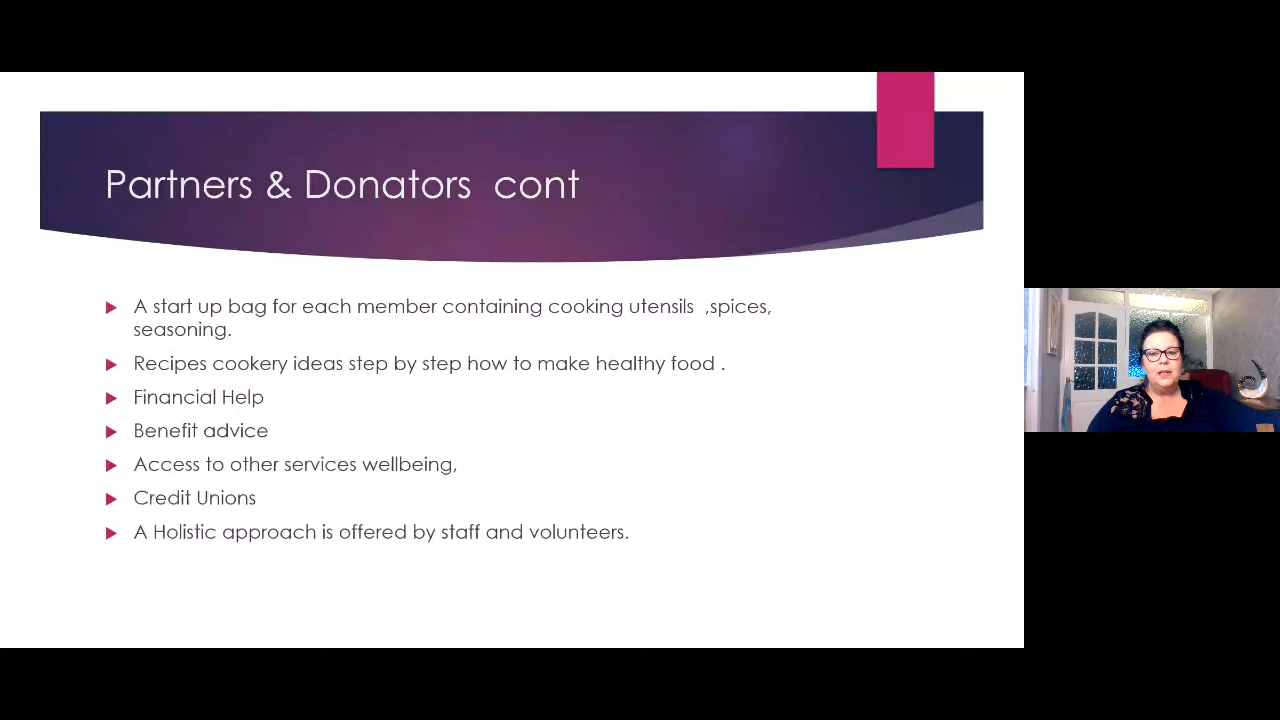 Partners & Donators cont
A start up bag for each member containing cooking utensils ,spices,
seasoning.
Recipes cookery ideas step by step how to make healthy food .
Financial Help
Benefit advice
Access to other services wellbeing,
Credit Unions
A Holistic approach is offered by staff and volunteers.